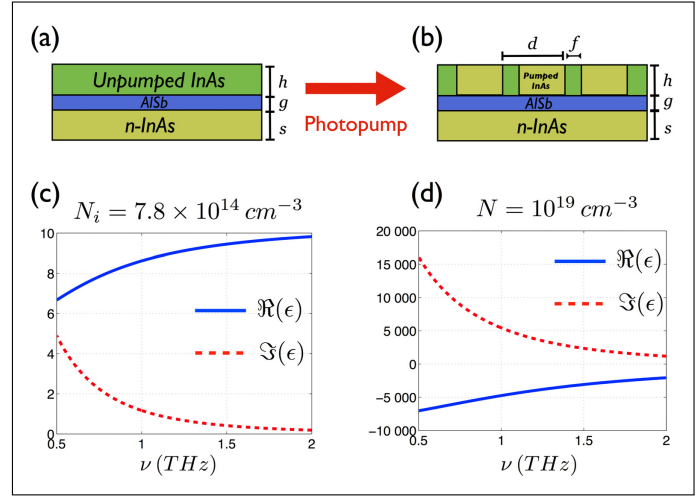 (a)
Unpumped InAs
AlSb
n-InAs
h
g
s
Photopump
(b)
d
f
Pumped
InAs
AlSb
n-InAs
h
g
s
(c)
N_i = 7.8 × 10^14 cm^−3
10
8
6
4
2
0
ℜ(ϵ)
ℑ(ϵ)
0.5
1
1.5
2
ν (THz)
(d)
N = 10^19 cm^−3
20 000
15 000
10 000
5 000
0
−5 000
−10 000
ℜ(ϵ)
ℑ(ϵ)
0.5
1
1.5
2
ν (THz)